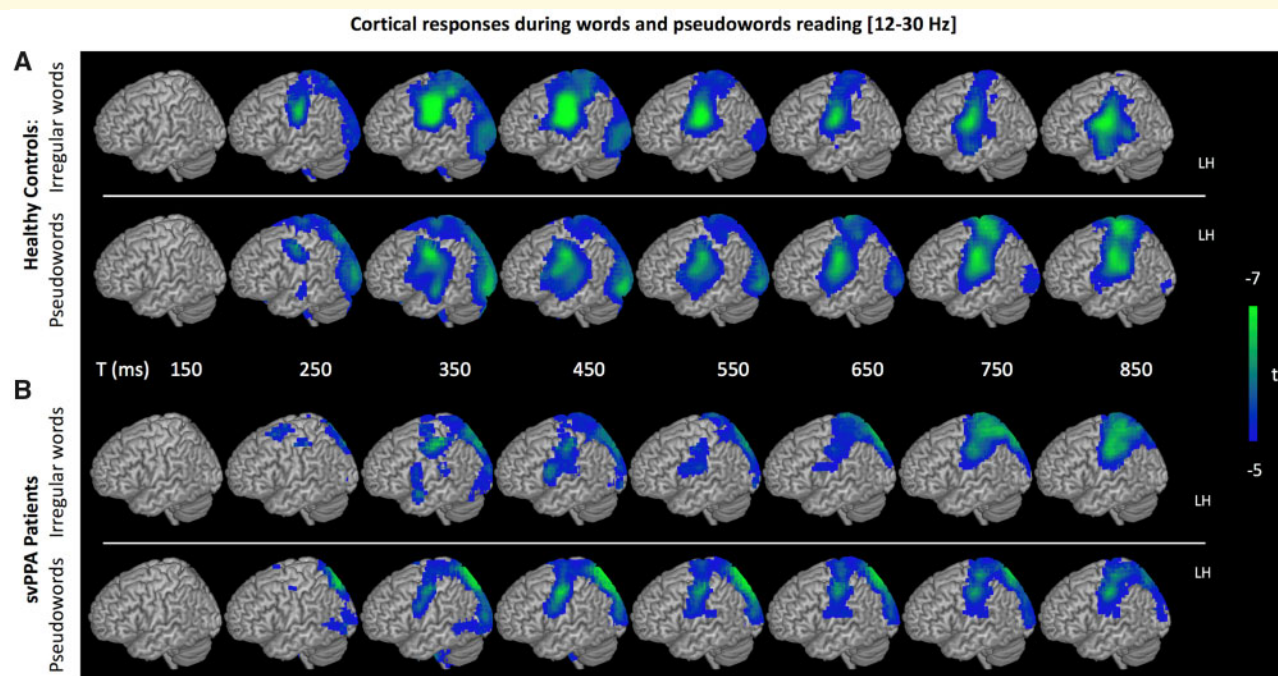 Cortical responses during words and pseudowords reading [12-30 Hz]
A
Healthy Controls:
Irregular words
LH
Pseudowords
LH
-7
t
-5
T (ms) 150 250 350 450 550 650 750 850
B
svPPA Patients
Irregular words
LH
Pseudowords
LH